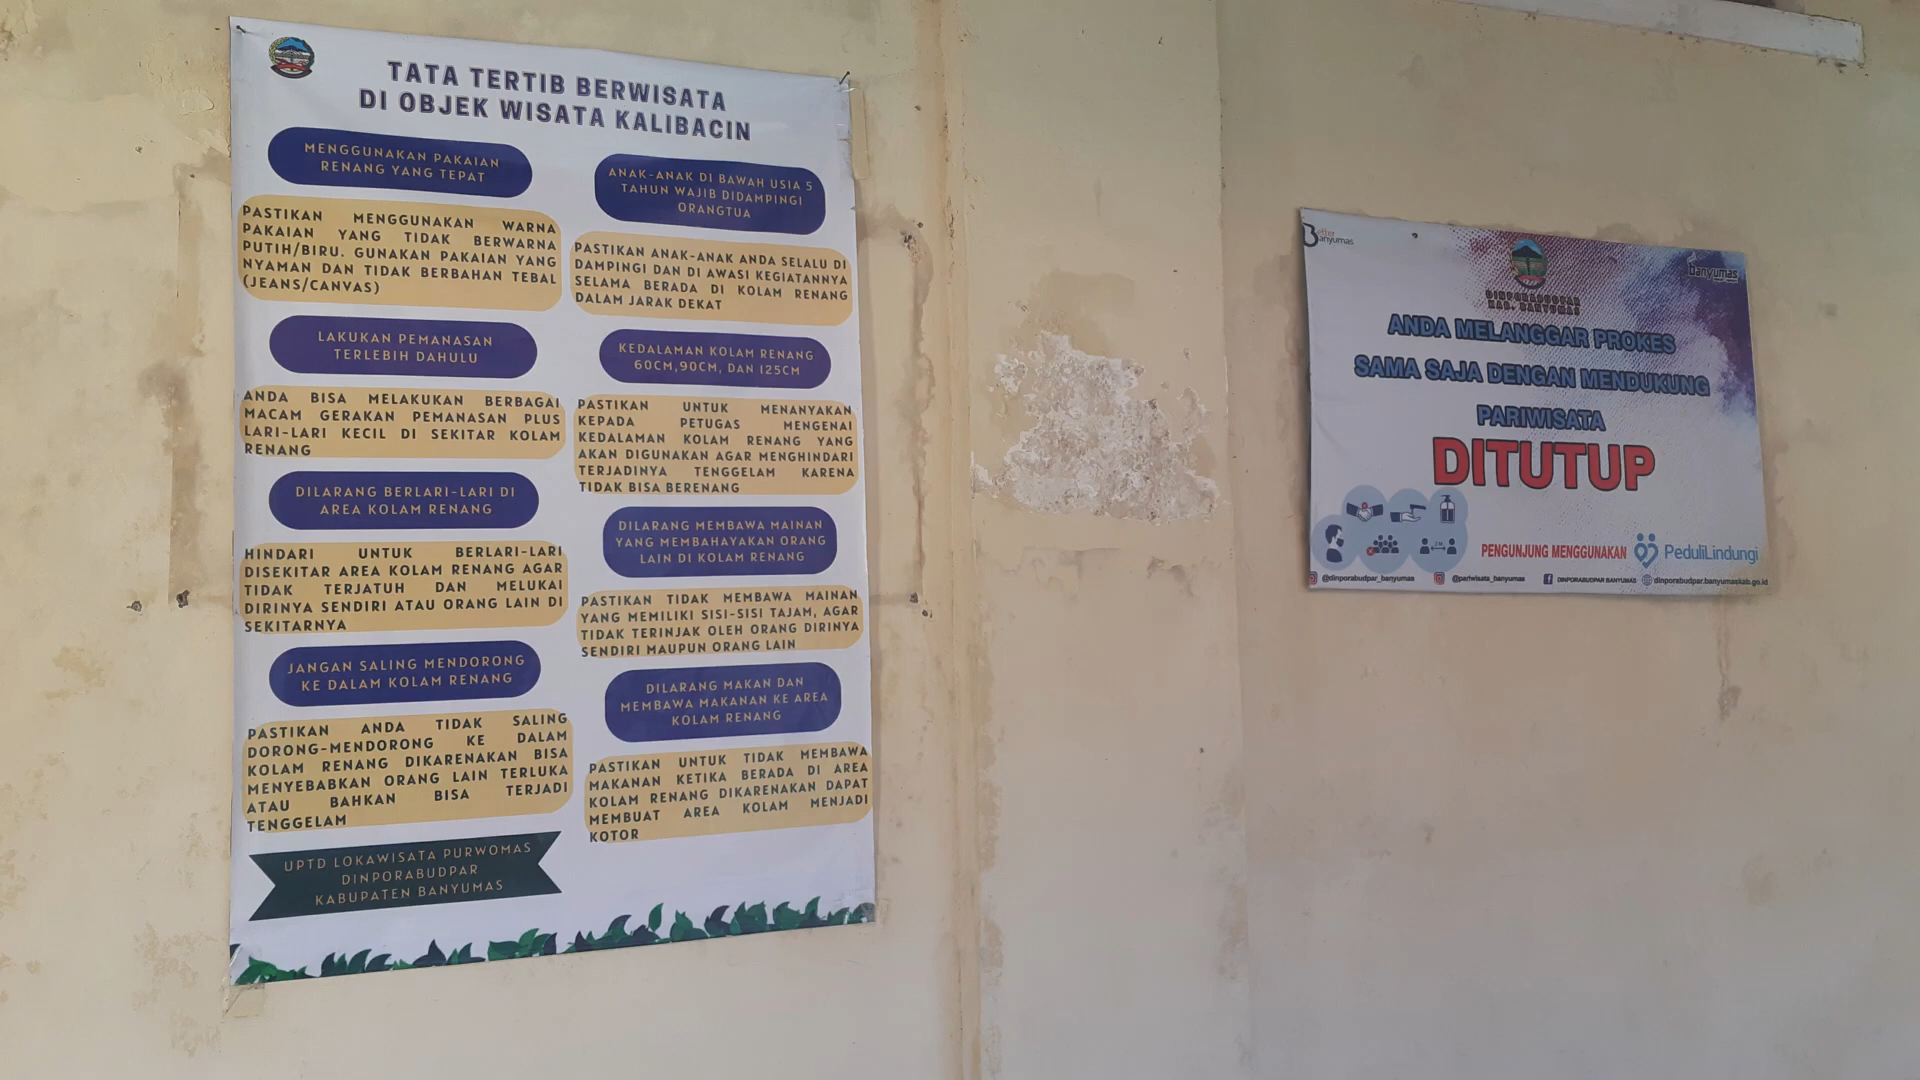 TATA TERTIB BERWISATA
DI OBJEK WISATA KALIBACIN
MENGGUNAKAN PAKAIAN
RENANG YANG TEPAT
PASTIKAN MENGGUNAKAN WARNA
PAKAIAN YANG TIDAK BERWARNA
PUTIH/BIRU. GUNAKAN PAKAIAN YANG
NYAMAN DAN TIDAK BERBAHAN TEBAL
(JEANS/CANVAS)
LAKUKAN PEMANASAN
TERLEBIH DAHULU
ANDA BISA MELAKUKAN BERBAGAI
MACAM GERAKAN PEMANASAN PLUS
LARI-LARI KECIL DI SEKITAR KOLAM
RENANG
DILARANG BERLARI-LARI DI
AREA KOLAM RENANG
HINDARI UNTUK BERLARI-LARI
DISEKITAR AREA KOLAM RENANG AGAR
TIDAK TERJATUH DAN MELUKAI
DIRINYA SENDIRI ATAU ORANG LAIN DI
SEKITARNYA
JANGAN SALING MENDORONG
KE DALAM KOLAM RENANG
PASTIKAN ANDA TIDAK SALING
DORONG-MENDORONG KE DALAM
KOLAM RENANG DIKARENAKAN BISA
MENYEBABKAN ORANG LAIN TERLUKA
ATAU BAHKAN BISA TERJADI
TENGGELAM
UPTD LOKAWISATA PURWOMAS
DINPORABUDPAR
KABUPATEN BANYUMAS
ANAK-ANAK DI BAWAH USIA 5
TAHUN WAJIB DIDAMPINGI
ORANGTUA
PASTIKAN ANAK-ANAK ANDA SELALU DI
DAMPINGI DAN DI AWASI KEGIATANNYA
SELAMA BERADA DI KOLAM RENANG
DALAM JARAK DEKAT
KEDALAMAN KOLAM RENANG
60CM,90CM, DAN 125CM
PASTIKAN UNTUK MENANYAKAN
KEPADA PETUGAS MENGENAI
KEDALAMAN KOLAM RENANG YANG
AKAN DIGUNAKAN AGAR MENGHINDARI
TERJADINYA TENGGELAM KARENA
TIDAK BISA BERENANG
DILARANG MEMBAWA MAINAN
YANG MEMBAHAYAKAN ORANG
LAIN DI KOLAM RENANG
PASTIKAN TIDAK MEMBAWA MAINAN
YANG MEMILIKI SISI-SISI TAJAM, AGAR
TIDAK TERINJAK OLEH ORANG DIRINYA
SENDIRI MAUPUN ORANG LAIN
DILARANG MAKAN DAN
MEMBAWA MAKANAN KE AREA
KOLAM RENANG
PASTIKAN UNTUK TIDAK MEMBAWA
MAKANAN KETIKA BERADA DI AREA
KOLAM RENANG DIKARENAKAN DAPAT
MEMBUAT AREA KOLAM MENJADI
KOTOR
Better
Banyumas
banyumas
DINPORABUDPAR
KAB. BANYUMAS
ANDA MELANGGAR PROKES
SAMA SAJA DENGAN MENDUKUNG
PARIWISATA
DITUTUP
PENGUNJUNG MENGGUNAKAN PeduliLindungi
@dinporabudpar_banyumas @pariwisata_banyumas DINPORABUDPAR BANYUMAS dinporabudpar.banyumaskab.go.id